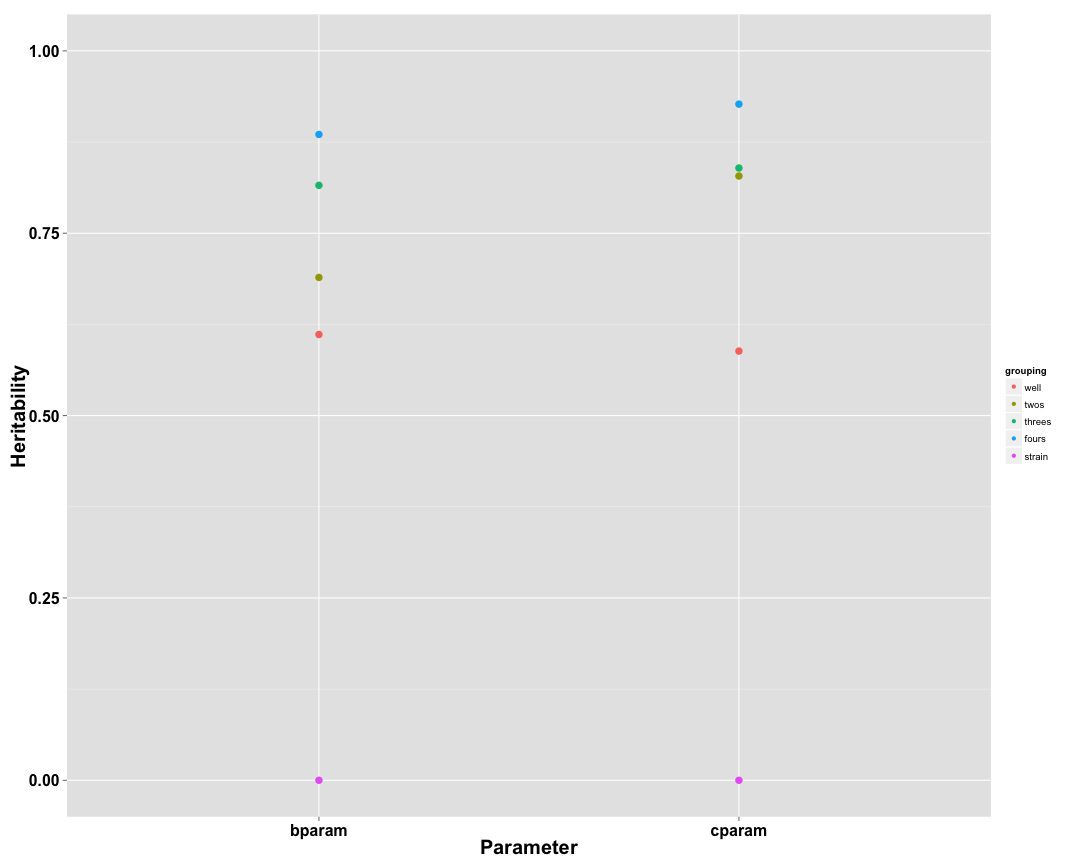 1.00
0.75
0.50
0.25
0.00
Heritability
bparam
cparam
Parameter
grouping
well
twos
threes
fours
strain